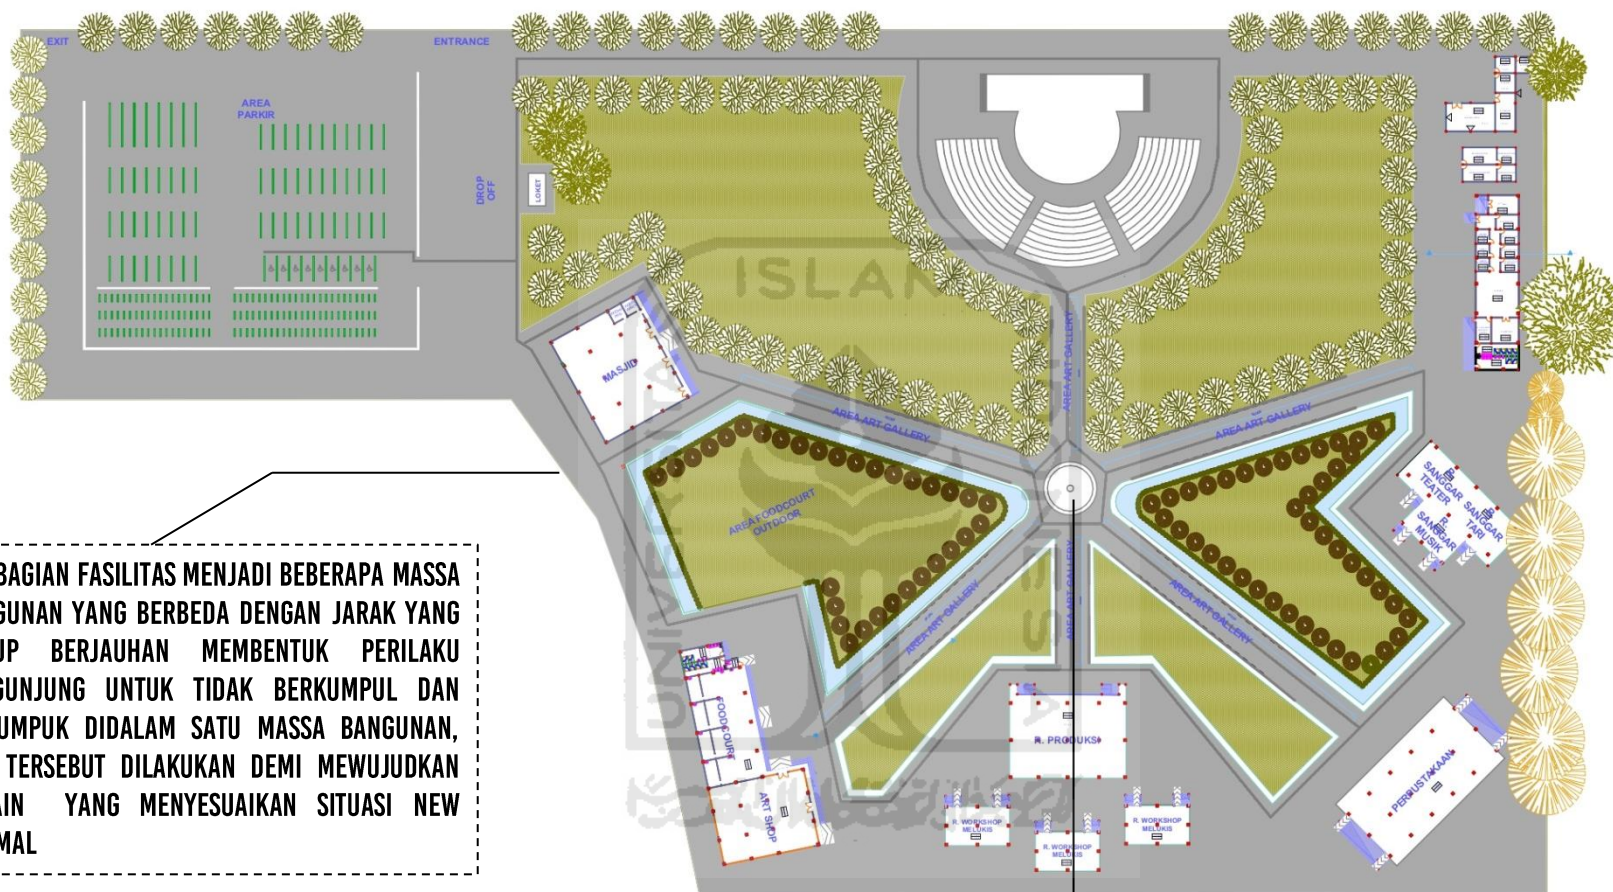 EXIT
ENTRANCE
AREA
PARKIR
DROP
OFF
LOKET
MASJID
AREA ART GALLERY
AREA ART GALLERY
AREA ART GALLERY
AREA FOODCOURT
OUTDOOR
R. SANGGAR
TEATER
R. SANGGAR
TARI
R. SANGGAR
MUSIK
AREA ART GALLERY
AREA ART GALLERY
AREA ART GALLERY
FOODCOURT
ART SHOP
R. PRODUKSI
R. WORKSHOP
MELUKIS
R. WORKSHOP
MELUKIS
R. WORKSHOP
MELUKIS
PERPUSTAKAAN
BAGIAN FASILITAS MENJADI BEBERAPA MASSA
GUNAN YANG BERBEDA DENGAN JARAK YANG
UP BERJAUHAN MEMBENTUK PERILAKU
GUNJUNG UNTUK TIDAK BERKUMPUL DAN
UMPUK DIDALAM SATU MASSA BANGUNAN,
TERSEBUT DILAKUKAN DEMI MEWUJUDKAN
AIN YANG MENYESUAIKAN SITUASI NEW
MAL
ISLAM
UNIVERSITAS
INDONESIA